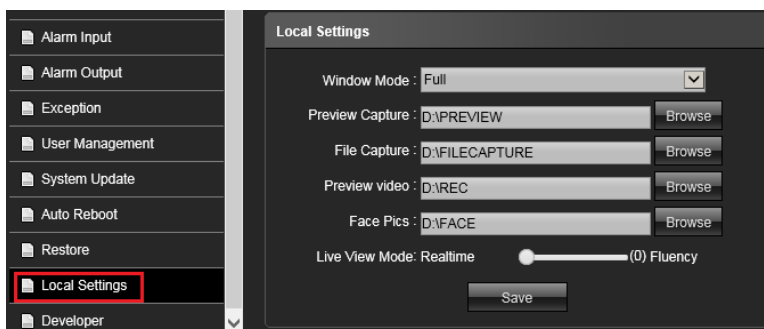 Alarm Input
Alarm Output
Exception
User Management
System Update
Auto Reboot
Restore
Local Settings
Developer
Local Settings
Window Mode : Full
Preview Capture : D:\PREVIEW Browse
File Capture : D:\FILECAPTURE Browse
Preview video : D:\REC Browse
Face Pics : D:\FACE Browse
Live View Mode: Realtime (0) Fluency
Save